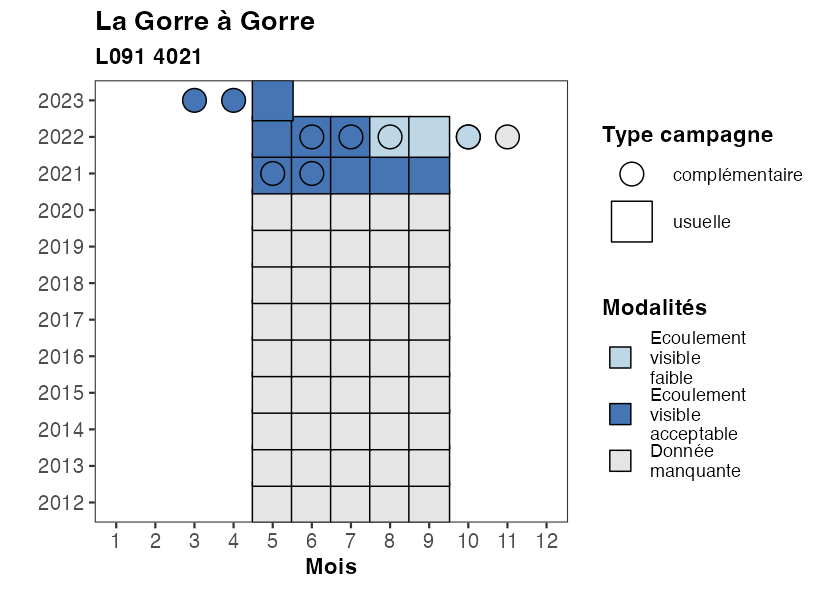 La Gorre à Gorre
L091 4021
2023
2022
2021
2020
2019
2018
2017
2016
2015
2014
2013
2012
1 2 3 4 5 6 7 8 9 10 11 12
Mois
Type campagne
complémentaire
usuelle
Modalités
Ecoulement
visible
faible
Ecoulement
visible
acceptable
Donnée
manquante